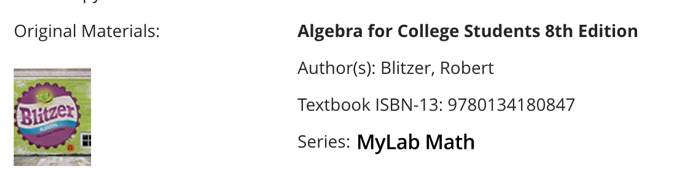 Original Materials:
Algebra for College Students 8th Edition
Author(s): Blitzer, Robert
Textbook ISBN-13: 9780134180847
Series: MyLab Math
Blitzer